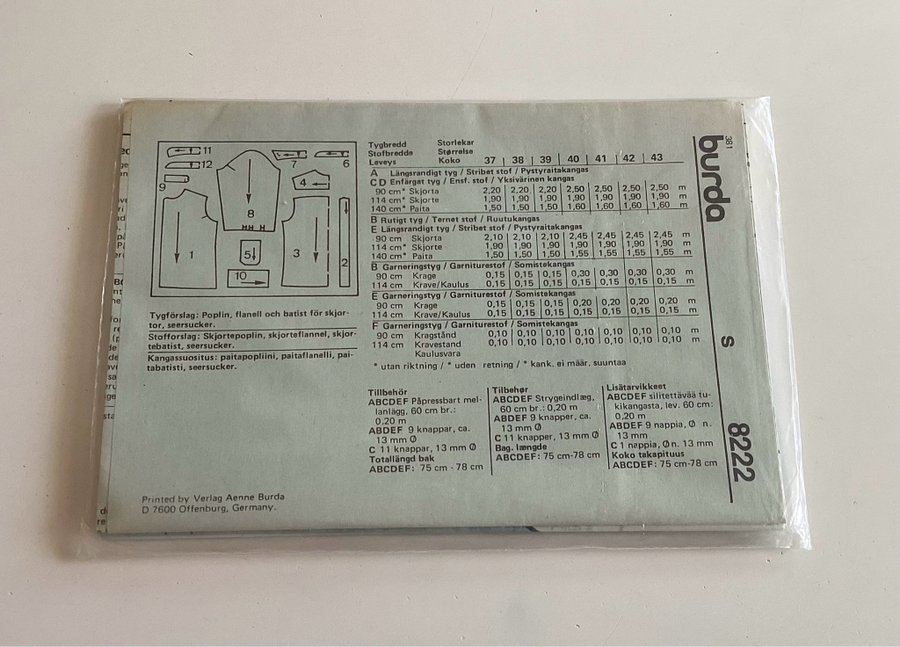 11
12
9
7
6
4
8
1
5
3
2
10
Tygförslag: Poplin, flanell och batist för skjor-
tor, seersucker.
Stofforslag: Skjortepoplin, skjorteflannel, skjor-
tebatist, seersucker.
Kangassuositus: paitapopliini, paitaflanelli, pai-
tabatisti, seersucker.
Printed by Verlag Aenne Burda
D 7600 Offenburg, Germany.
Tygbredd Storlekar
Stofbredde Størrelse
Leveys Koko 37 38 39 40 41 42 43
A Längsrandigt tyg / Stribet stof / Pystyraitakangas
C D Enfärgat tyg / Ensf. stof / Yksivärinen kangas
90 cm* Skjorta 2,20 2,20 2,20 2,50 2,50 2,50 2,50 m
114 cm* Skjorte 1,90 1,90 1,90 1,90 1,90 1,90 1,90 m
140 cm* Paita 1,50 1,50 1,50 1,60 1,60 1,60 1,60 m
B Rutigt tyg / Ternet stof / Ruutukangas
E Längsrandigt tyg / Stribet stof / Pystyraitakangas
90 cm Skjorta 2,10 2,10 2,10 2,45 2,45 2,45 2,45 m
114 cm* Skjorte 1,90 1,90 1,90 1,90 1,90 1,90 1,90 m
140 cm* Paita 1,50 1,50 1,50 1,55 1,55 1,55 1,55 m
B Garneringstyg / Garniturestof / Somistekangas
90 cm Krage 0,15 0,15 0,15 0,30 0,30 0,30 0,30 m
114 cm Krave/Kaulus 0,15 0,15 0,15 0,15 0,15 0,15 0,15 m
E Garneringstyg / Garniturestof / Somistekangas
90 cm Krage 0,15 0,15 0,15 0,20 0,20 0,20 0,20 m
114 cm Krave/Kaulus 0,15 0,15 0,15 0,15 0,15 0,15 0,15 m
F Garneringstyg / Garniturestof / Somistekangas
90 cm Kragstånd 0,10 0,10 0,10 0,10 0,10 0,10 0,10 m
114 cm Kravestand 0,10 0,10 0,10 0,10 0,10 0,10 0,10 m
Kaulusvara
* utan riktning / * uden retning / * kank. ei määr. suuntaa
Tillbehör
ABCDEF Påpressbart mel-
lanlägg, 60 cm br.:
0,20 m
ABDEF 9 knappar, ca.
13 mm Ø
C 11 knappar, 13 mm Ø
Totallängd bak
ABCDEF: 75 cm - 78 cm
Tilbehør
ABCDEF Strygeindlæg,
60 cm br.: 0,20 m
ABDEF 9 knapper, ca.
13 mm Ø
C 11 knapper, 13 mm Ø
Bag. længde
ABCDEF: 75 cm-78 cm
Lisätarvikkeet
ABCDEF silitettävää tu-
kikangasta, lev. 60 cm:
0,20 m
ABDEF 9 nappia, Ø n.
13 mm
C 1 nappia, Ø n. 13 mm
Koko takapituus
ABCDEF: 75 cm-78 cm
381
burda
S
8222